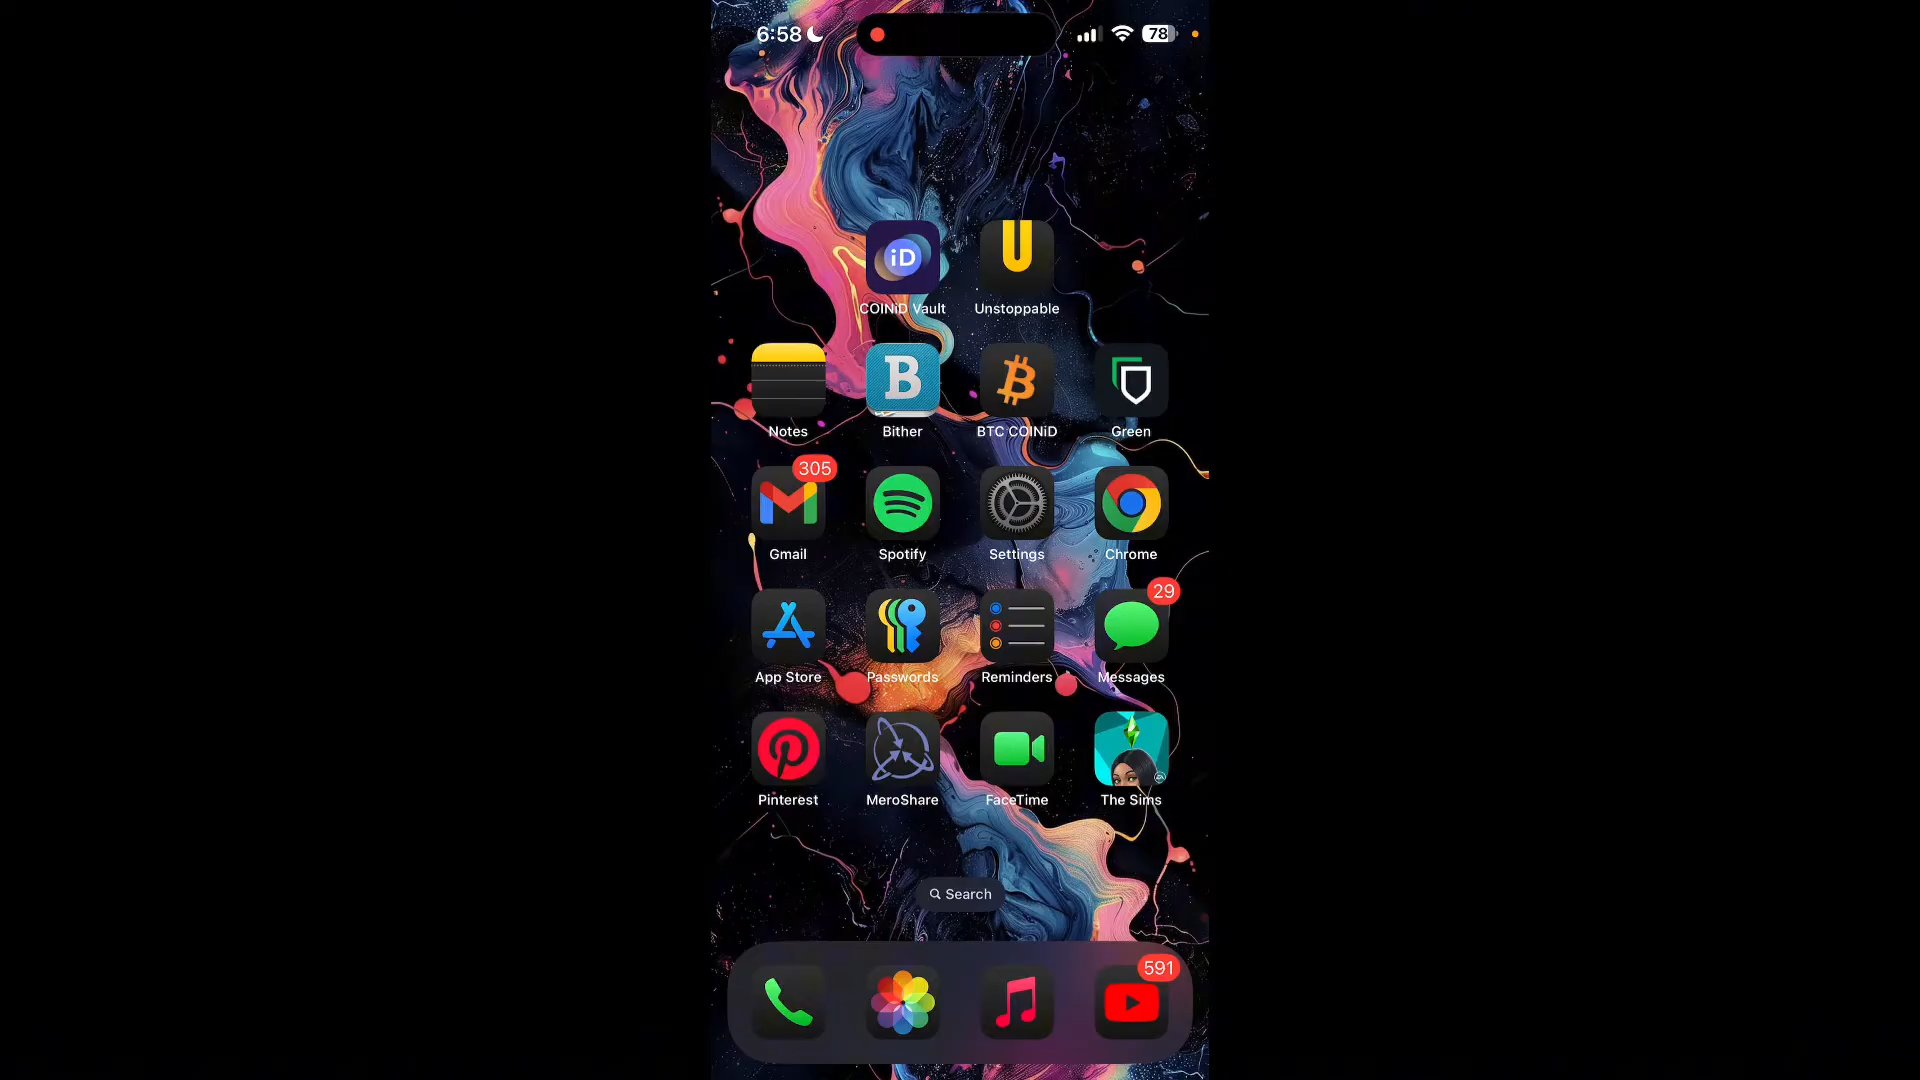 6:58
78
iD
COINiD Vault
Unstoppable
B
Notes
Bither
BTC COINiD
Green
305
Gmail
Spotify
Settings
Chrome
29
App Store
Passwords
Reminders
Messages
Pinterest
MeroShare
FaceTime
The Sims
Search
591